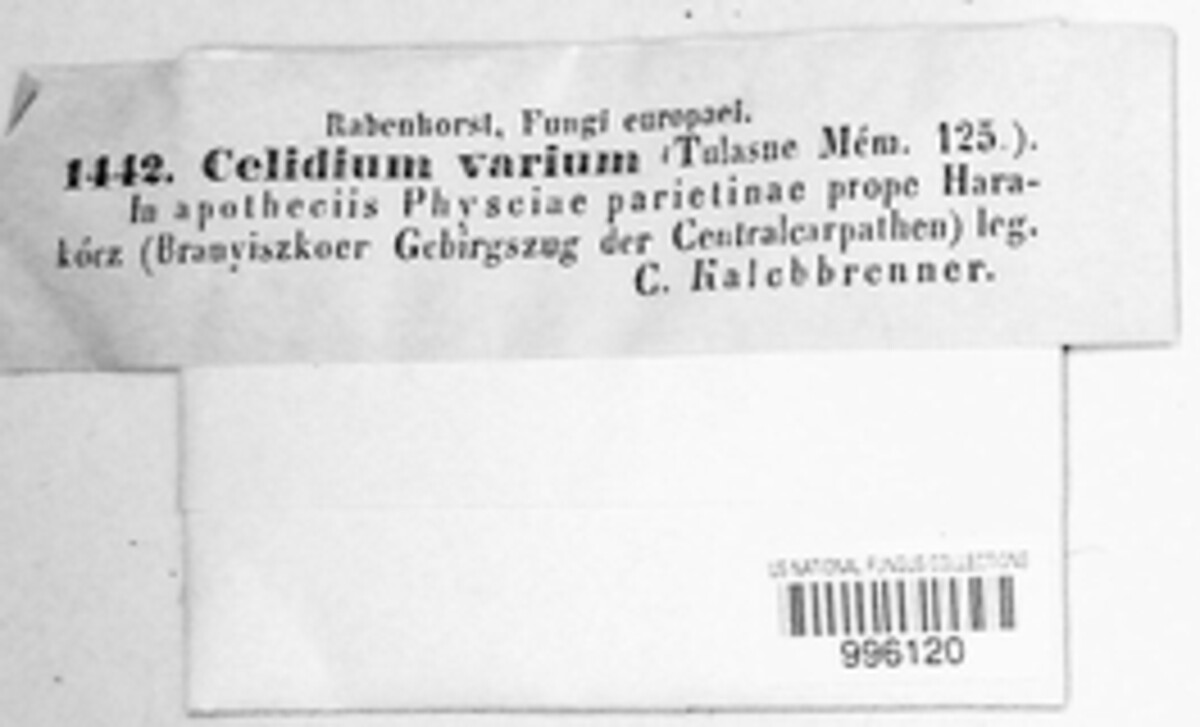 Rabenhorst, Fungi europaei.
1442. Celidium varium (Tulasne Mém. 125.).
In apotheciis Physciae parietinae prope Hara-
kócz (Branyiszkoer Gebirgszug der Centralcarpathen) leg.
C. Kalchbrenner.
US NATIONAL FUNGUS COLLECTIONS
996120